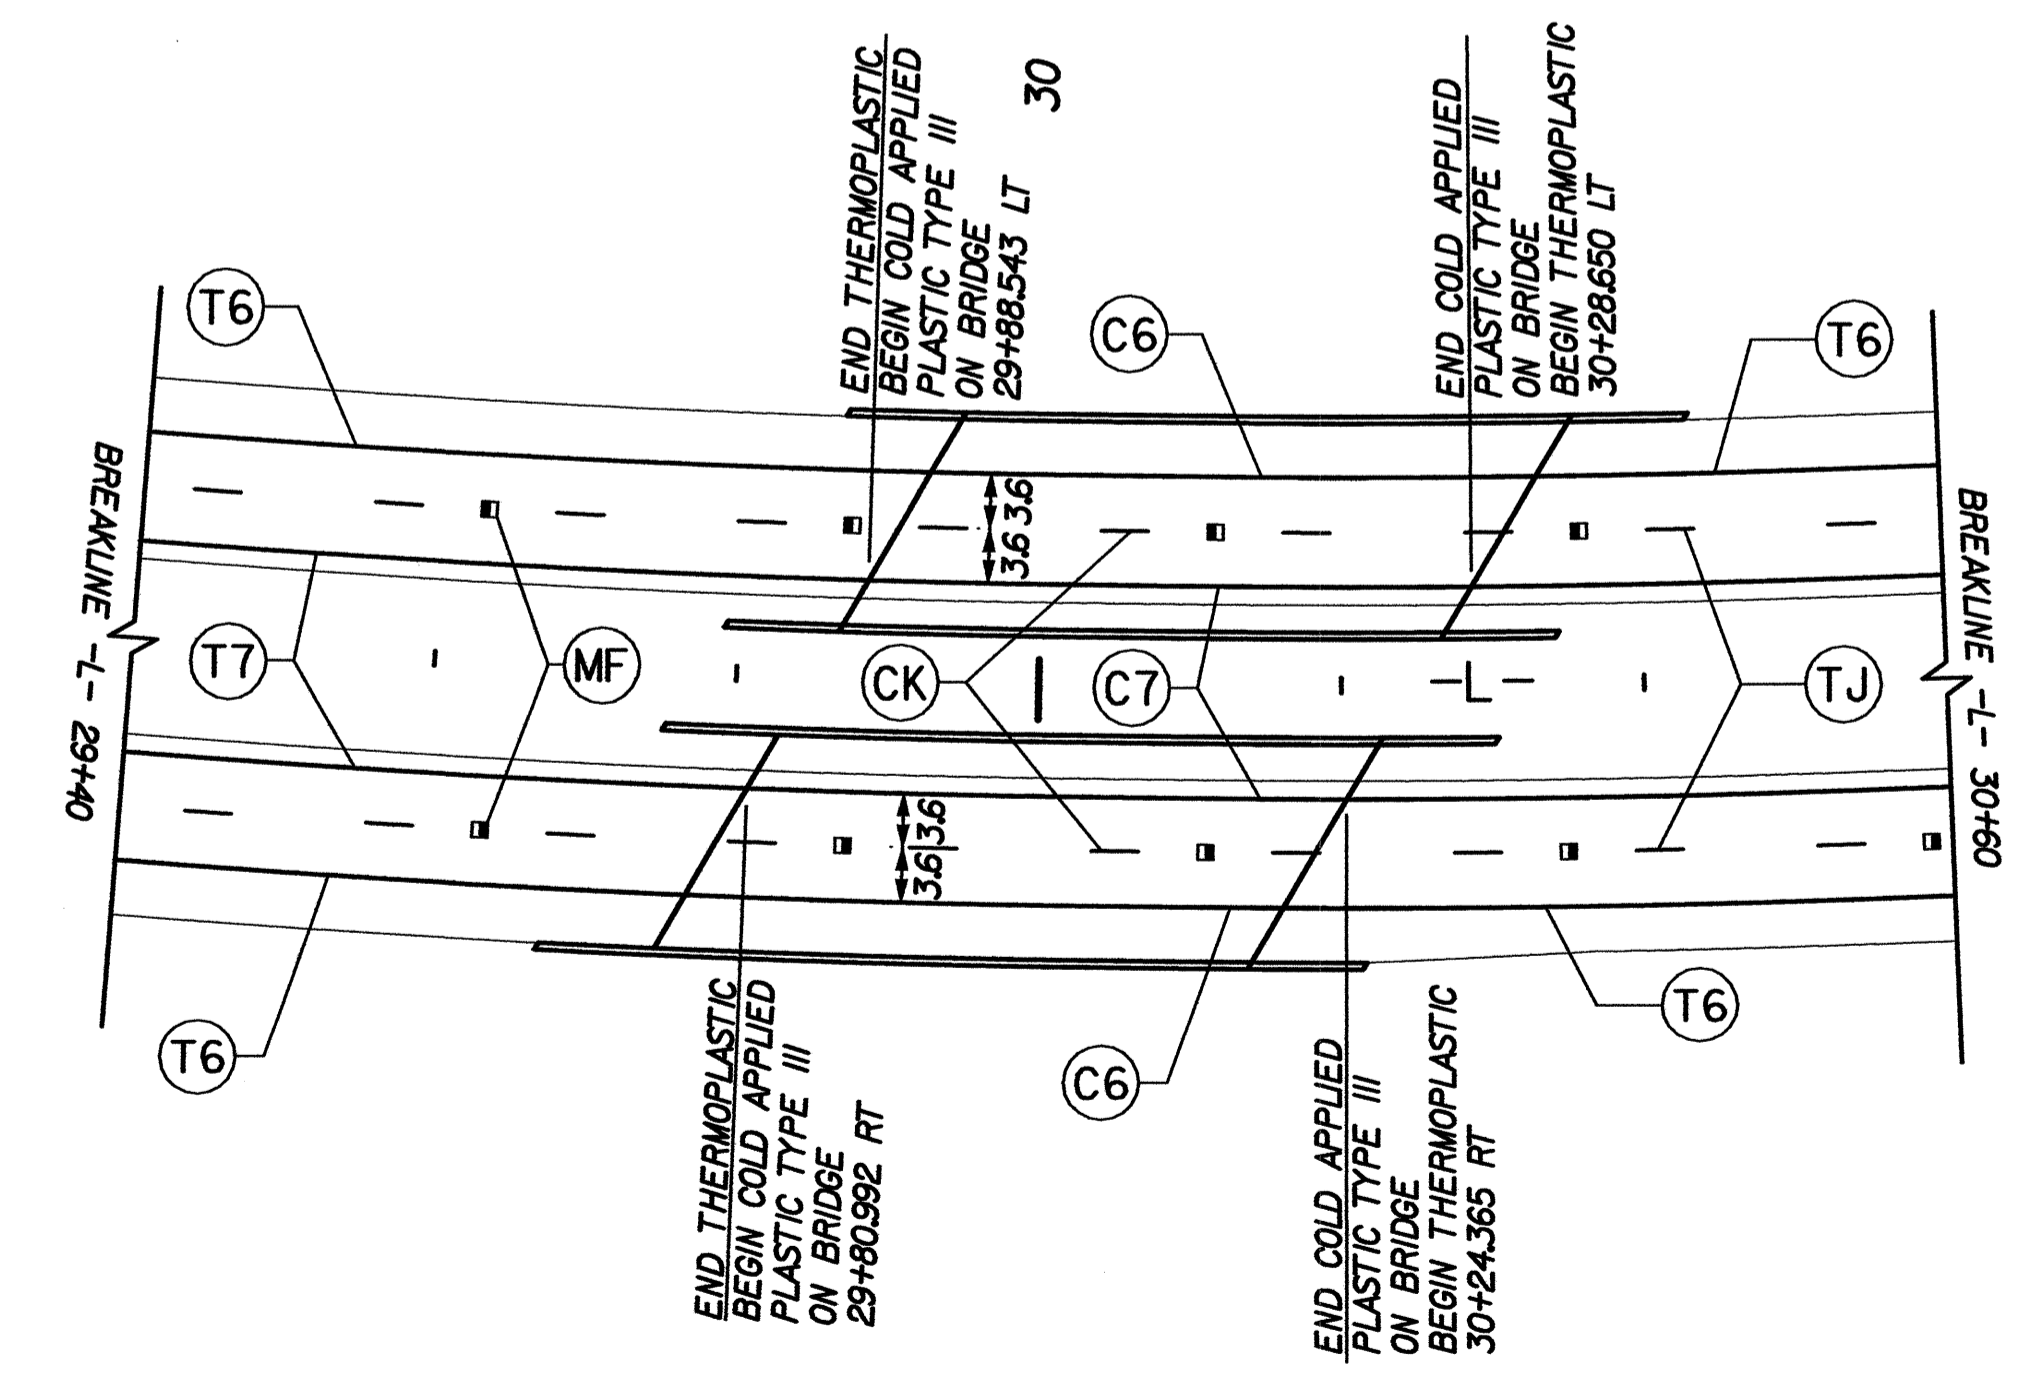 END THERMOPLASTIC
BEGIN COLD APPLIED
PLASTIC TYPE III
ON BRIDGE
29+88.543 LT
30
END COLD APPLIED
PLASTIC TYPE III
ON BRIDGE
BEGIN THERMOPLASTIC
30+28.650 LT
T6
C6
T6
BREAKLINE -L- 29+40
3.6 3.6
BREAKLINE -L- 30+60
T7
MF
CK
C7
-L-
TJ
3.6 3.6
T6
C6
T6
END THERMOPLASTIC
BEGIN COLD APPLIED
PLASTIC TYPE III
ON BRIDGE
29+80.992 RT
END COLD APPLIED
PLASTIC TYPE III
ON BRIDGE
BEGIN THERMOPLASTIC
30+24.365 RT